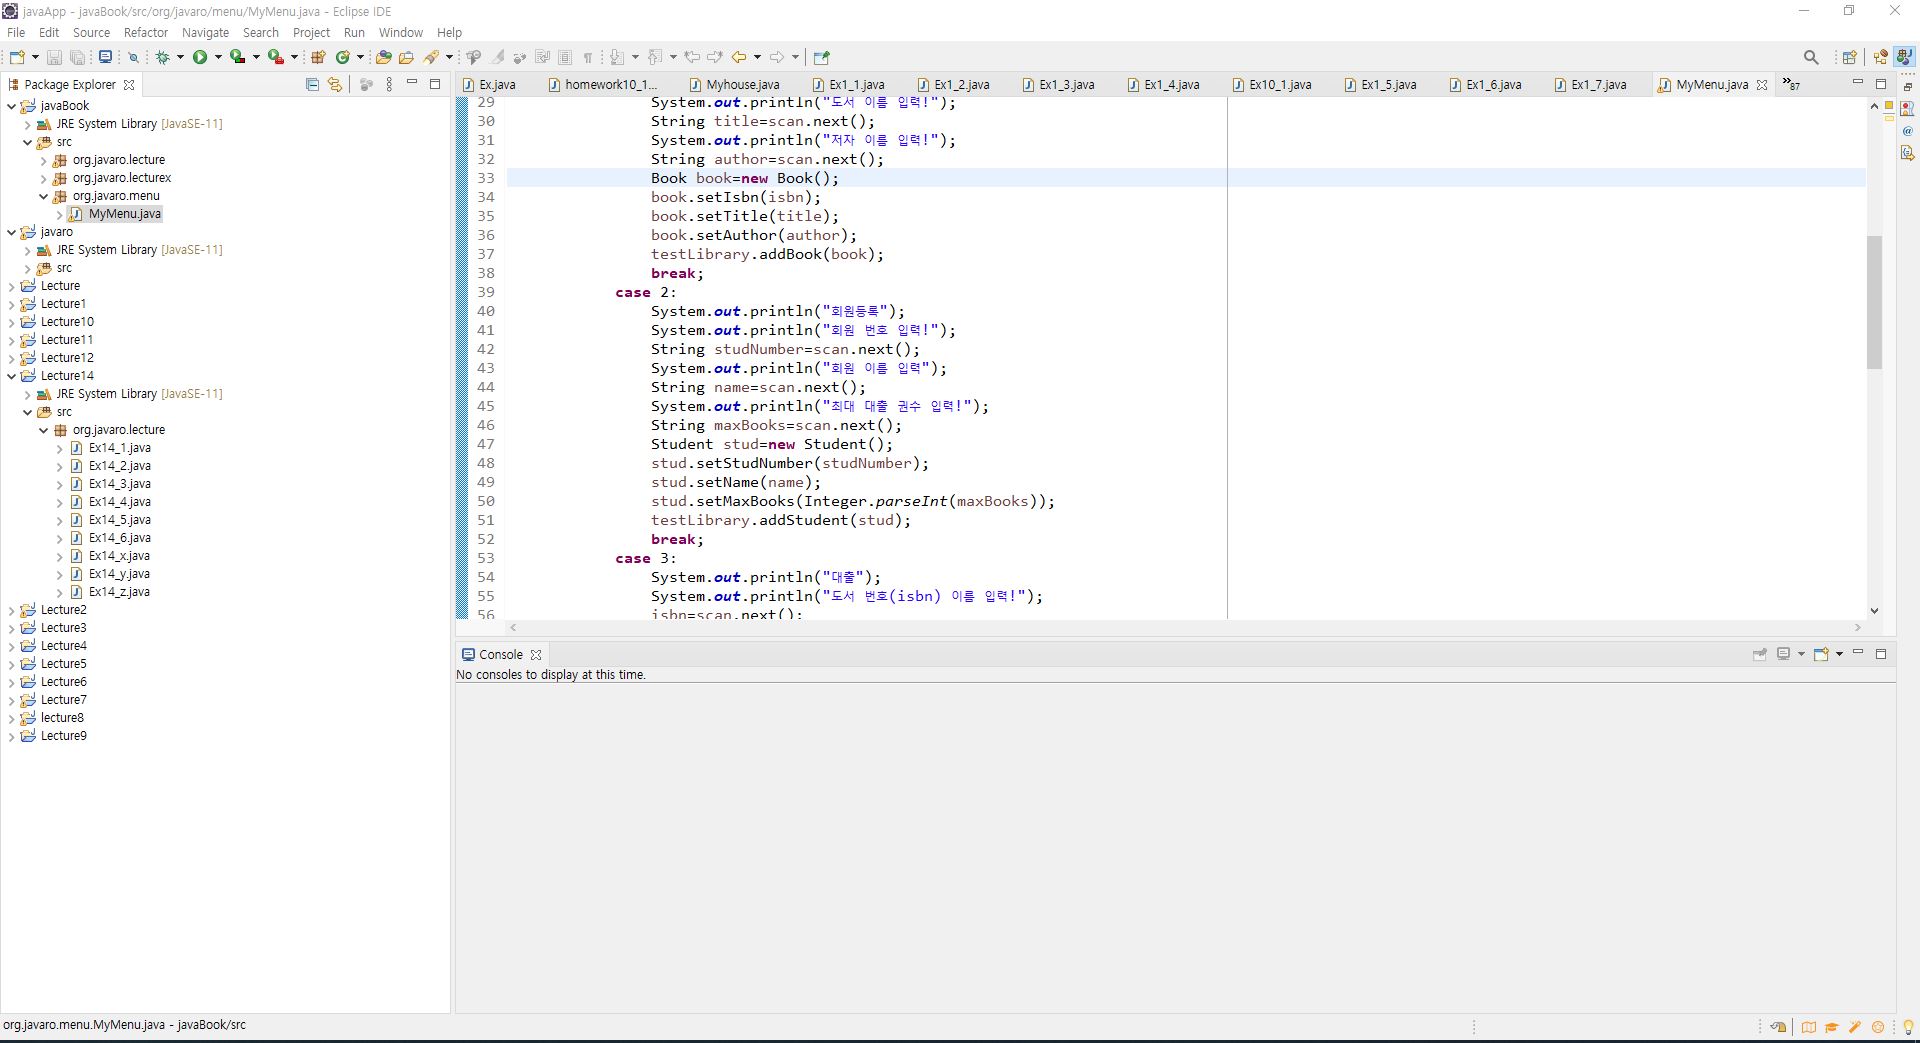 javaApp - javaBook/src/org/javaro/menu/MyMenu.java - Eclipse IDE
File Edit Source Refactor Navigate Search Project Run Window Help
Package Explorer
javaBook
JRE System Library [JavaSE-11]
src
org.javaro.lecture
org.javaro.lecturex
org.javaro.menu
MyMenu.java
javaro
JRE System Library [JavaSE-11]
src
Lecture
Lecture1
Lecture10
Lecture11
Lecture12
Lecture14
JRE System Library [JavaSE-11]
src
org.javaro.lecture
Ex14_1.java
Ex14_2.java
Ex14_3.java
Ex14_4.java
Ex14_5.java
Ex14_6.java
Ex14_x.java
Ex14_y.java
Ex14_z.java
Lecture2
Lecture3
Lecture4
Lecture5
Lecture6
Lecture7
lecture8
Lecture9
Ex.java homework10_1... Myhouse.java Ex1_1.java Ex1_2.java Ex1_3.java Ex1_4.java Ex10_1.java Ex1_5.java Ex1_6.java Ex1_7.java MyMenu.java »87
29 System.out.println("도서 이름 입력!");
30 String title=scan.next();
31 System.out.println("저자 이름 입력!");
32 String author=scan.next();
33 Book book=new Book();
34 book.setIsbn(isbn);
35 book.setTitle(title);
36 book.setAuthor(author);
37 testLibrary.addBook(book);
38 break;
39 case 2:
40 System.out.println("회원등록");
41 System.out.println("회원 번호 입력!");
42 String studNumber=scan.next();
43 System.out.println("회원 이름 입력");
44 String name=scan.next();
45 System.out.println("최대 대출 권수 입력!");
46 String maxBooks=scan.next();
47 Student stud=new Student();
48 stud.setStudNumber(studNumber);
49 stud.setName(name);
50 stud.setMaxBooks(Integer.parseInt(maxBooks));
51 testLibrary.addStudent(stud);
52 break;
53 case 3:
54 System.out.println("대출");
55 System.out.println("도서 번호(isbn) 이름 입력!");
56 isbn=scan.next();
Console
No consoles to display at this time.
org.javaro.menu.MyMenu.java - javaBook/src